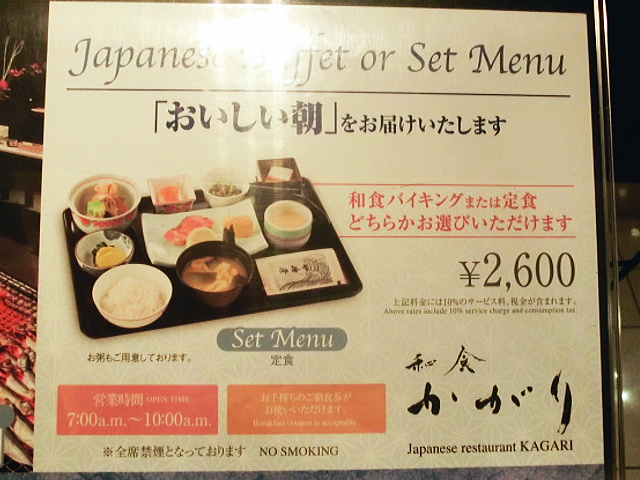 Japanese Buffet or Set Menu
「おいしい朝」をお届けいたします
和食バイキングまたは定食
どちらかお選びいただけます
¥2,600
上記料金には10%のサービス料、税金が含まれます。
Above rates include 10% service charge and consumption tax.
Set Menu
定食
お粥もご用意しております。
営業時間 OPEN TIME
7:00a.m.～10:00a.m.
お手持ちのご朝食券が
お使いいただけます。
Breakfast coupon is acceptable.
※全席禁煙となっております NO SMOKING
和食
かがり
Japanese restaurant KAGARI